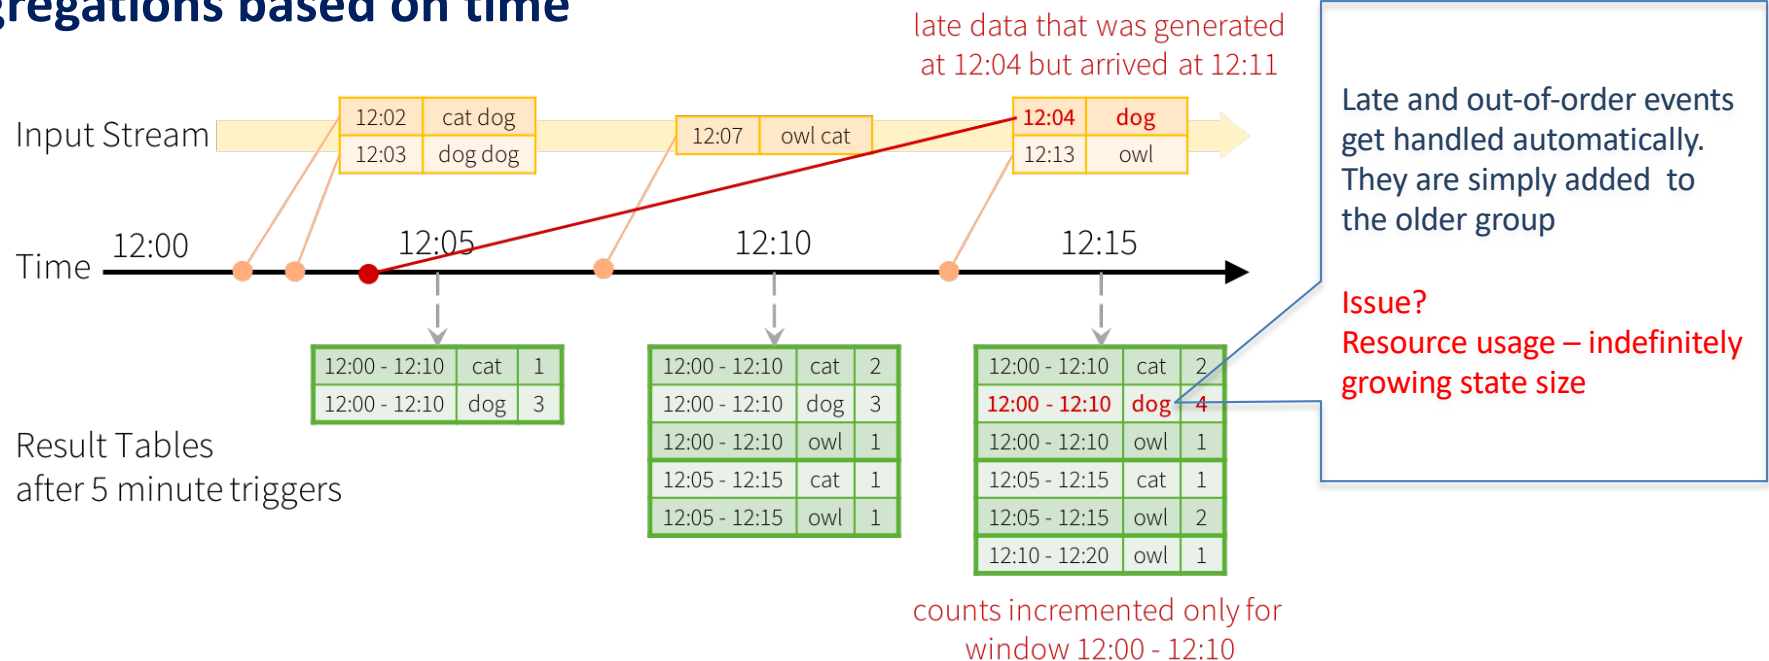 gregations based on time
late data that was generated
at 12:04 but arrived at 12:11
Input Stream
12:02 cat dog
12:03 dog dog
12:07 owl cat
12:04 dog
12:13 owl
Time
12:00
12:05
12:10
12:15
Result Tables
after 5 minute triggers
12:00 - 12:10 cat 1
12:00 - 12:10 dog 3
12:00 - 12:10 cat 2
12:00 - 12:10 dog 3
12:00 - 12:10 owl 1
12:05 - 12:15 cat 1
12:05 - 12:15 owl 1
12:00 - 12:10 cat 2
12:00 - 12:10 dog 4
12:00 - 12:10 owl 1
12:05 - 12:15 cat 1
12:05 - 12:15 owl 2
12:10 - 12:20 owl 1
counts incremented only for
window 12:00 - 12:10
Late and out-of-order events
get handled automatically.
They are simply added to
the older group
Issue?
Resource usage – indefinitely
growing state size